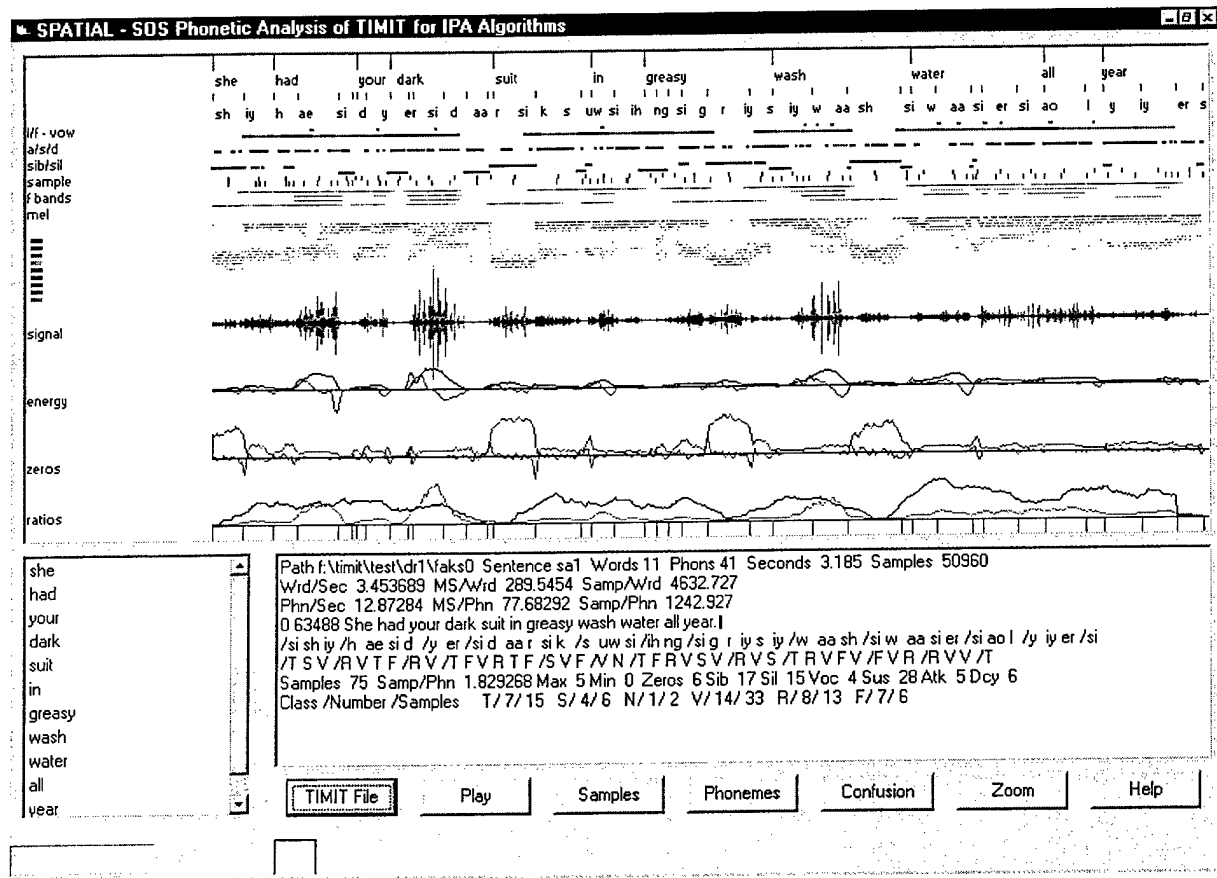 SPATIAL - SOS Phonetic Analysis of TIMIT for IPA Algorithms
she had your dark suit in greasy wash water all year
sh iy h ae si d y er si d aa r si k s uw si ih ng si g r iy s iy w aa sh si w aa si er si ao l y iy er s
i/f - vow
a/s/d
sib/sil
sample
f bands
mel
signal
energy
zeros
ratios
she
had
your
dark
suit
in
greasy
wash
water
all
year
Path f:\timit\test\dr1\faks0 Sentence sa1 Words 11 Phons 41 Seconds 3.185 Samples 50960
Wrd/Sec 3.453689 MS/Wrd 289.5454 Samp/Wrd 4632.727
Phn/Sec 12.87284 MS/Phn 77.68292 Samp/Phn 1242.927
0 63488 She had your dark suit in greasy wash water all year.
/si sh iy /h ae si d /y er /si d aa r si k /s uw si /ih ng /si g r iy s iy /w aa sh /si w aa si er /si ao l /y iy er /si
/T S V /R V T F /R V /T F V R T F /S V F /V N /T F R V S V /R V S /T R V F V /F V R /R V V /T
Samples 75 Samp/Phn 1.829268 Max 5 Min 0 Zeros 6 Sib 17 Sil 15 Voc 4 Sus 28 Atk 5 Dcy 6
Class /Number /Samples T/ 7/ 15 S/ 4/ 6 N/ 1/ 2 V/ 14/ 33 R/ 8/ 13 F/ 7/ 6
TIMIT File Play Samples Phonemes Confusion Zoom Help